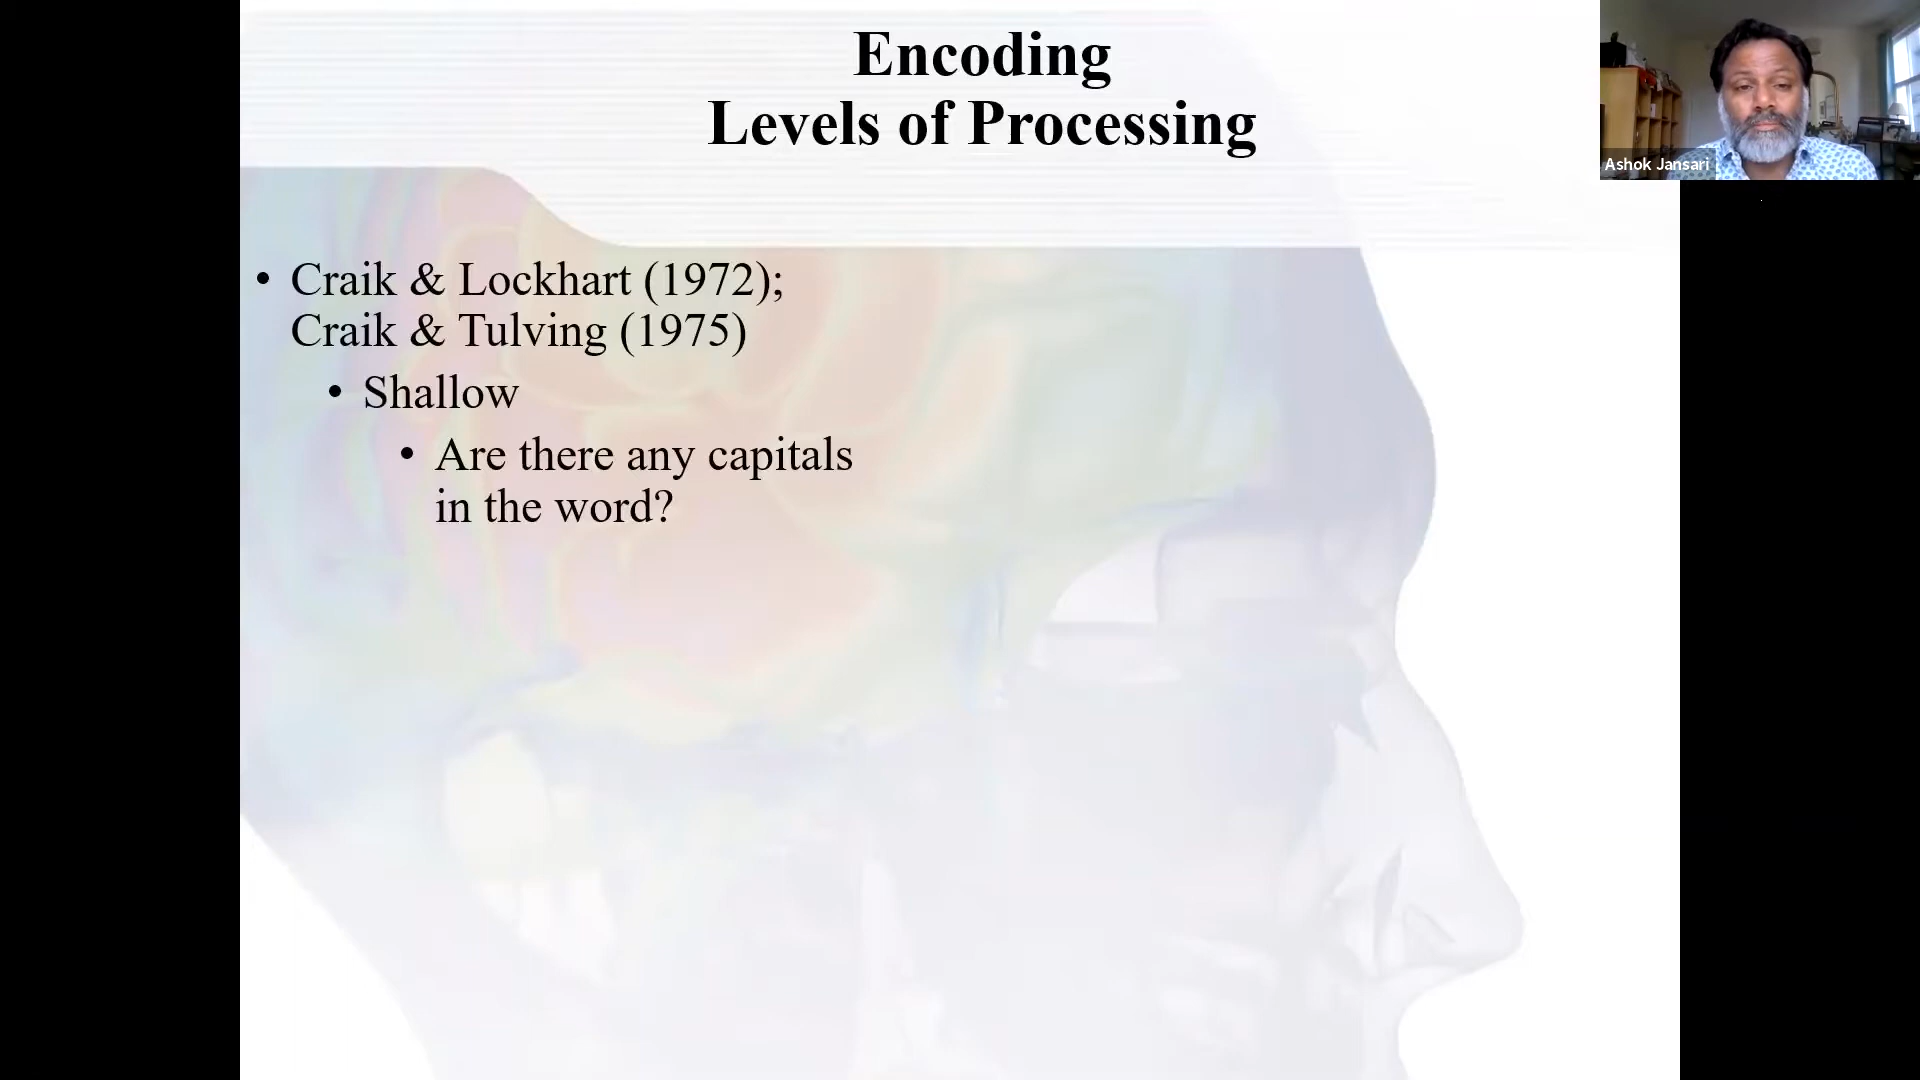 Encoding
Levels of Processing
Ashok Jansari
• Craik & Lockhart (1972);
Craik & Tulving (1975)
• Shallow
• Are there any capitals
in the word?